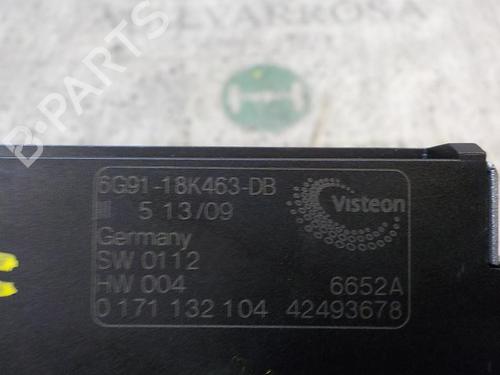 B-PARTS
6G91-18K463-DB
5 13/09
Visteon
Germany
SW 0112
HW 004 6652A
0 171 132 104 42493678